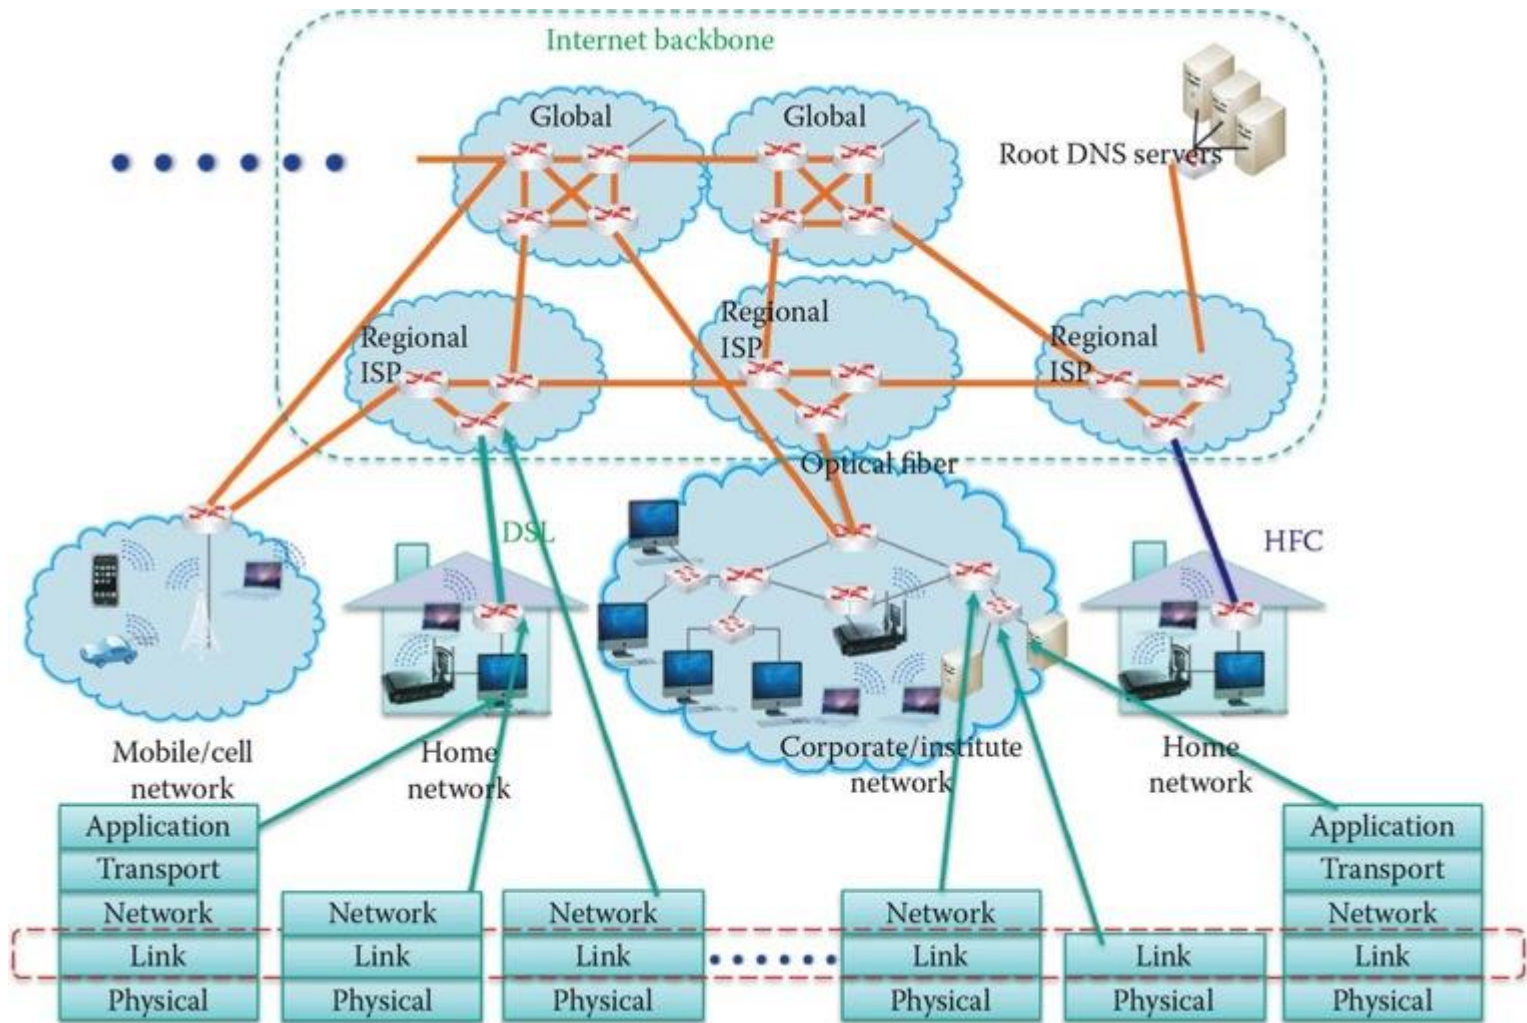 Internet backbone
Global
Global
Root DNS servers
Regional
ISP
Regional
ISP
Regional
ISP
Optical fiber
DSL
HFC
Mobile/cell
network
Home
network
Corporate/institute
network
Home
network
Application
Transport
Network
Link
Physical
Network
Link
Physical
Network
Link
Physical
Network
Link
Physical
Link
Physical
Application
Transport
Network
Link
Physical